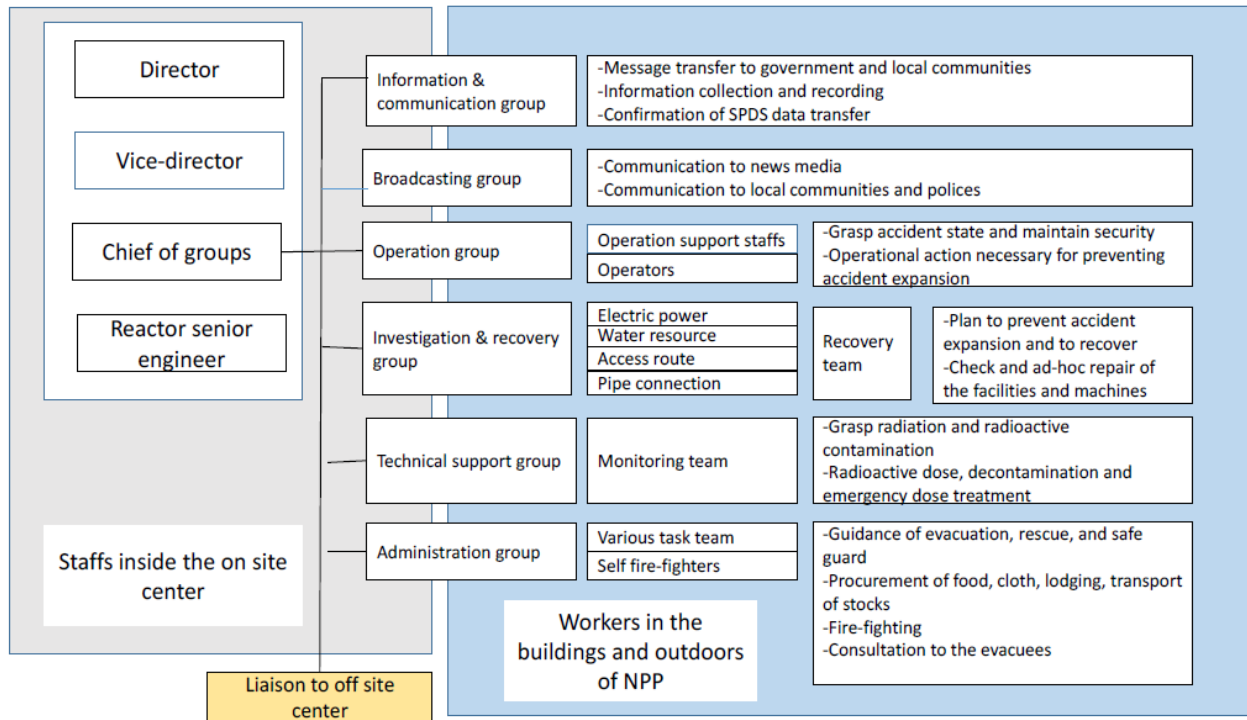 Director
Vice-director
Chief of groups
Reactor senior
engineer
Staffs inside the on site
center
Liaison to off site
center
Information &
communication group
-Message transfer to government and local communities
-Information collection and recording
-Confirmation of SPDS data transfer
Broadcasting group
-Communication to news media
-Communication to local communities and polices
Operation group
Operation support staffs
Operators
-Grasp accident state and maintain security
-Operational action necessary for preventing
accident expansion
Investigation & recovery
group
Electric power
Water resource
Access route
Pipe connection
Recovery
team
-Plan to prevent accident
expansion and to recover
-Check and ad-hoc repair of
the facilities and machines
Technical support group
Monitoring team
-Grasp radiation and radioactive
contamination
-Radioactive dose, decontamination and
emergency dose treatment
Administration group
Various task team
Self fire-fighters
-Guidance of evacuation, rescue, and safe
guard
-Procurement of food, cloth, lodging, transport
of stocks
-Fire-fighting
-Consultation to the evacuees
Workers in the
buildings and outdoors
of NPP